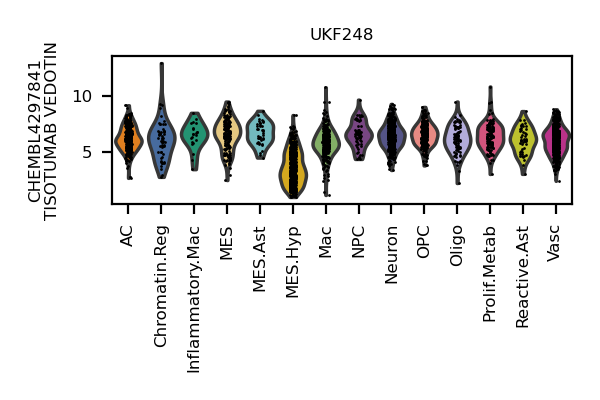 UKF248
CHEMBL4297841
TISOTUMAB VEDOTIN
10
5
AC
Chromatin.Reg
Inflammatory.Mac
MES
MES.Ast
MES.Hyp
Mac
NPC
Neuron
OPC
Oligo
Prolif.Metab
Reactive.Ast
Vasc